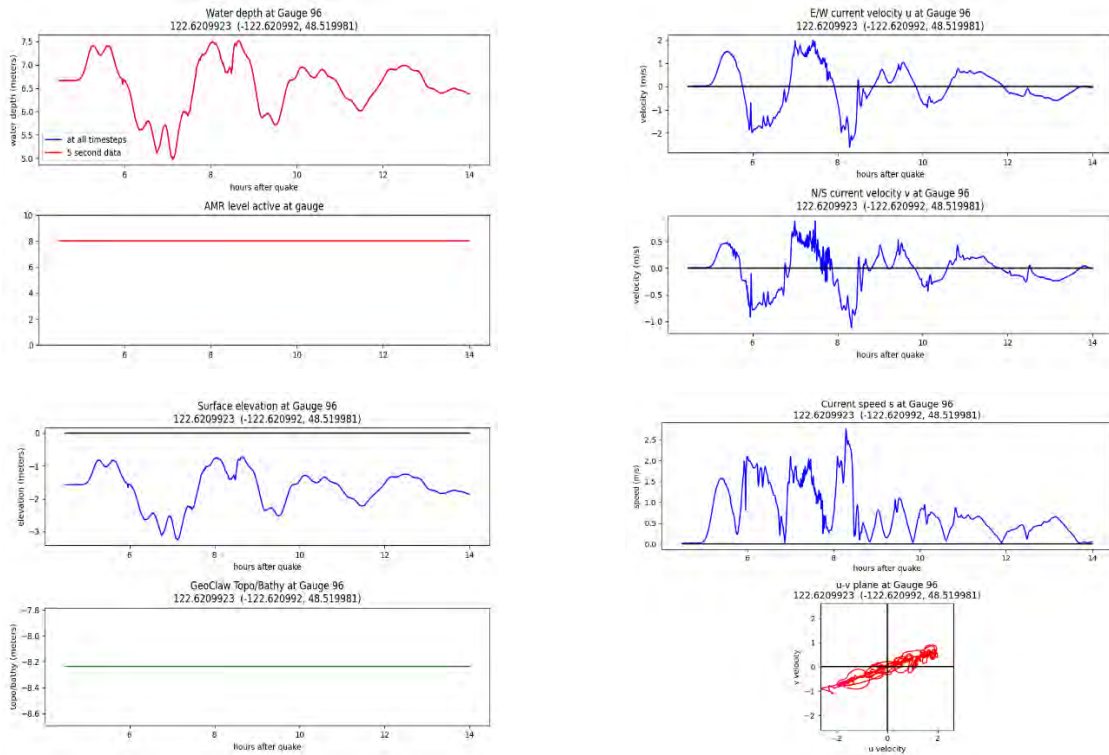 Water depth at Gauge 96
122.6209923 (-122.620992, 48.519981)
water depth (meters)
7.5
7.0
6.5
6.0
5.5
5.0
at all timesteps
5 second data
6 8 10 12 14
hours after quake
AMR level active at gauge
10
8
6
4
2
0
6 8 10 12 14
Surface elevation at Gauge 96
122.6209923 (-122.620992, 48.519981)
elevation (meters)
0
−1
−2
−3
6 8 10 12 14
hours after quake
GeoClaw Topo/Bathy at Gauge 96
122.6209923 (-122.620992, 48.519981)
topo/bathy (meters)
−7.8
−8.0
−8.2
−8.4
−8.6
6 8 10 12 14
hours after quake
E/W current velocity u at Gauge 96
122.6209923 (-122.620992, 48.519981)
velocity (m/s)
2
1
0
−1
−2
6 8 10 12 14
hours after quake
N/S current velocity v at Gauge 96
122.6209923 (-122.620992, 48.519981)
velocity (m/s)
0.5
0.0
−0.5
−1.0
6 8 10 12 14
hours after quake
Current speed s at Gauge 96
122.6209923 (-122.620992, 48.519981)
speed (m/s)
2.5
2.0
1.5
1.0
0.5
0.0
6 8 10 12 14
hours after quake
u-v plane at Gauge 96
122.6209923 (-122.620992, 48.519981)
v velocity
2
1
0
−1
−2
−2 0 2
u velocity